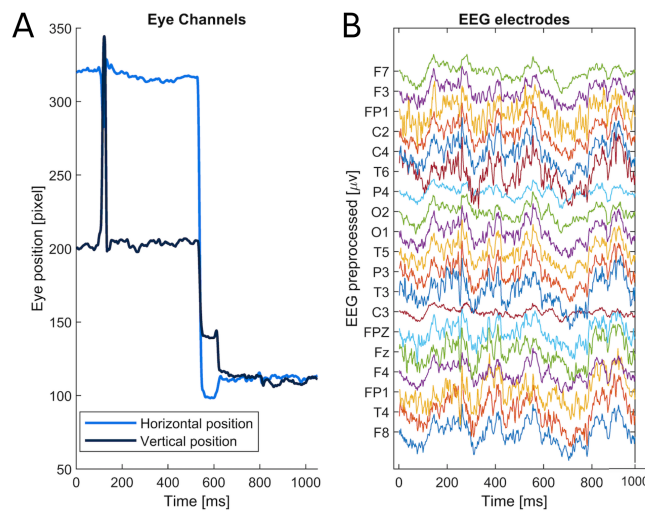 A
Eye Channels
350
300
250
200
150
100
50
Eye position [pixel]
Horizontal position
Vertical position
0 200 400 600 800 1000
Time [ms]
B
EEG electrodes
EEG preprocessed [μv]
F7
F3
FP1
C2
C4
T6
P4
O2
O1
T5
P3
T3
C3
FPZ
Fz
F4
FP1
T4
F8
0 200 400 600 800 1000
Time [ms]